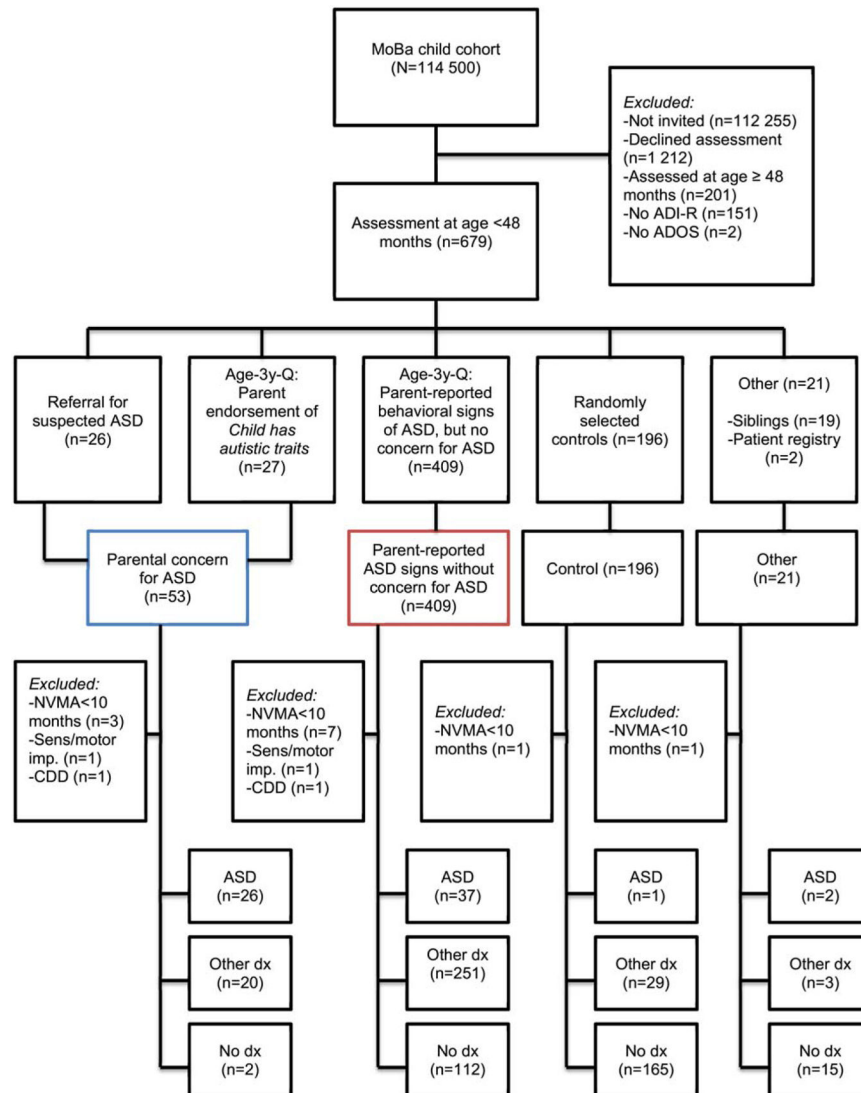 MoBa child cohort
(N=114 500)
Excluded:
-Not invited (n=112 255)
-Declined assessment
(n=1 212)
-Assessed at age ≥ 48
months (n=201)
-No ADI-R (n=151)
-No ADOS (n=2)
Assessment at age <48
months (n=679)
Referral for
suspected ASD
(n=26)
Age-3y-Q:
Parent
endorsement of
Child has
autistic traits
(n=27)
Age-3y-Q:
Parent-reported
behavioral signs
of ASD, but no
concern for ASD
(n=409)
Randomly
selected
controls (n=196)
Other (n=21)
-Siblings (n=19)
-Patient registry
(n=2)
Parental concern
for ASD
(n=53)
Parent-reported
ASD signs without
concern for ASD
(n=409)
Control (n=196)
Other
(n=21)
Excluded:
-NVMA<10
months (n=3)
-Sens/motor
imp. (n=1)
-CDD (n=1)
Excluded:
-NVMA<10
months (n=7)
-Sens/motor
imp. (n=1)
-CDD (n=1)
Excluded:
-NVMA<10
months (n=1)
Excluded:
-NVMA<10
months (n=1)
ASD
(n=26)
ASD
(n=37)
ASD
(n=1)
ASD
(n=2)
Other dx
(n=20)
Other dx
(n=251)
Other dx
(n=29)
Other dx
(n=3)
No dx
(n=2)
No dx
(n=112)
No dx
(n=165)
No dx
(n=15)